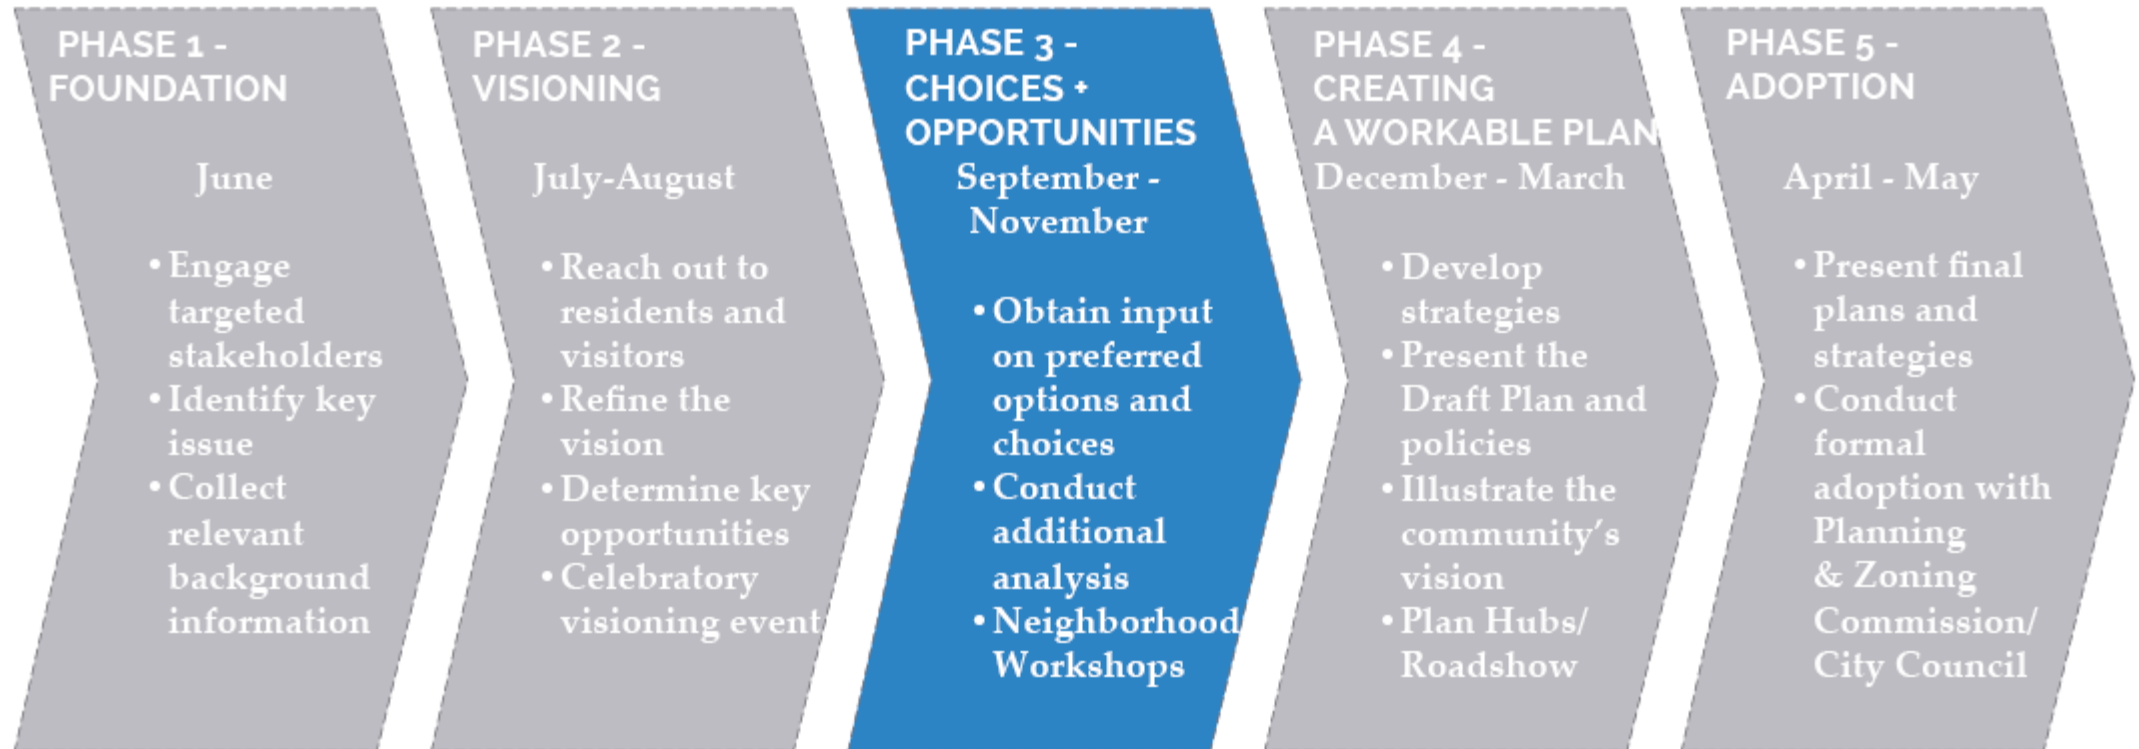 PHASE 1 -
FOUNDATION
June
• Engage
targeted
stakeholders
• Identify key
issue
• Collect
relevant
background
information
PHASE 2 -
VISIONING
July-August
• Reach out to
residents and
visitors
• Refine the
vision
• Determine key
opportunities
• Celebratory
visioning event
PHASE 3 -
CHOICES +
OPPORTUNITIES
September -
November
• Obtain input
on preferred
options and
choices
• Conduct
additional
analysis
• Neighborhood
Workshops
PHASE 4 -
CREATING
A WORKABLE PLAN
December - March
• Develop
strategies
• Present the
Draft Plan and
policies
• Illustrate the
community’s
vision
• Plan Hubs/
Roadshow
PHASE 5 -
ADOPTION
April - May
• Present final
plans and
strategies
• Conduct
formal
adoption with
Planning
& Zoning
Commission/
City Council